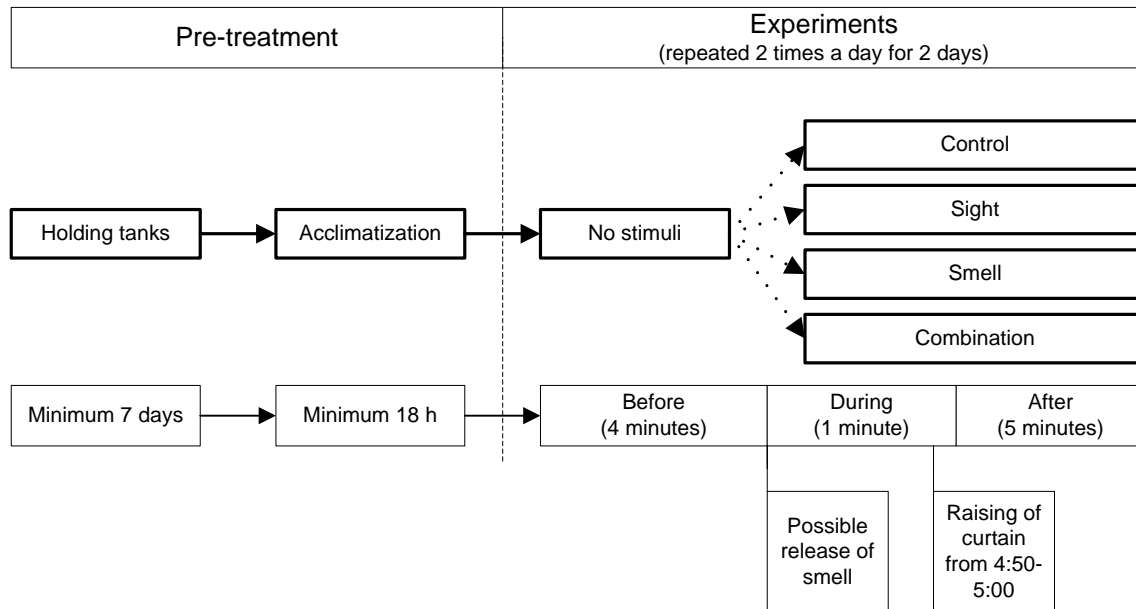 Pre-treatment
Experiments
(repeated 2 times a day for 2 days)
Control
Sight
Holding tanks
Acclimatization
No stimuli
Smell
Combination
Minimum 7 days
Minimum 18 h
Before
(4 minutes)
During
(1 minute)
After
(5 minutes)
Possible
release of
smell
Raising of
curtain
from 4:50-
5:00